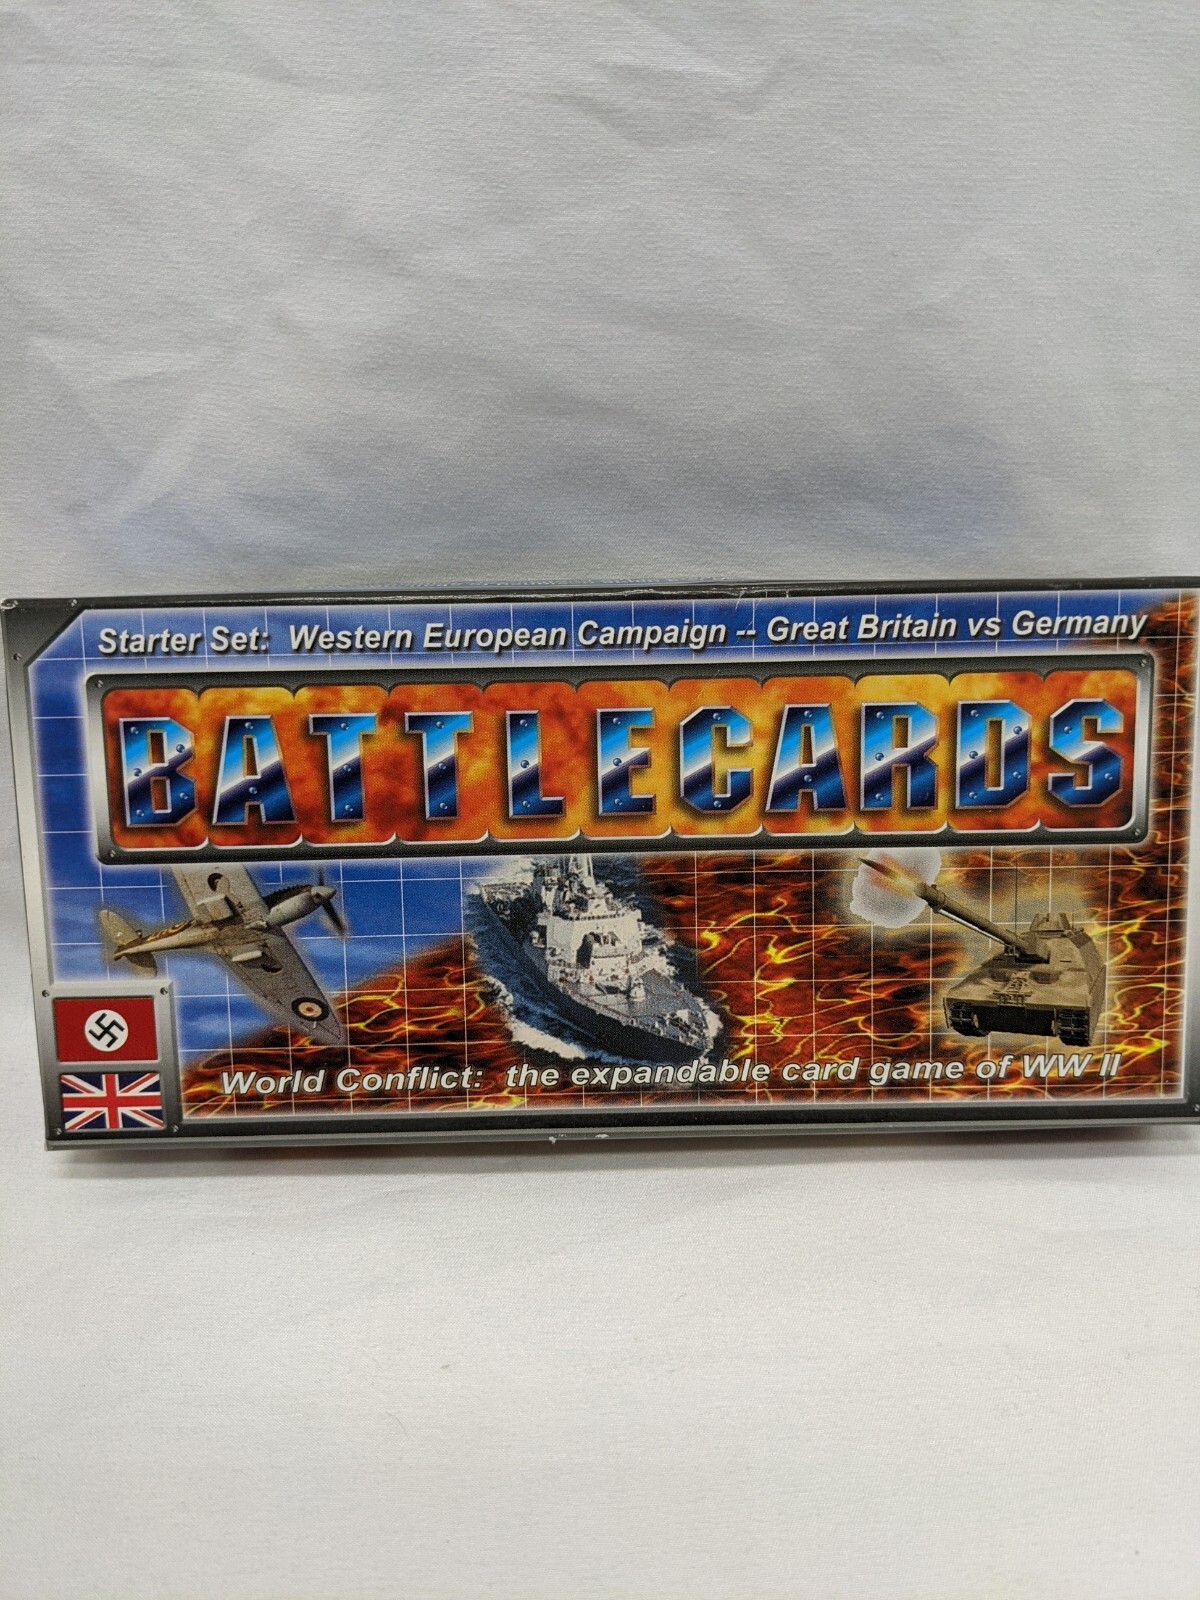 Starter Set: Western European Campaign -- Great Britain vs Germany
BATTLECARDS
World Conflict: the expandable card game of WW II